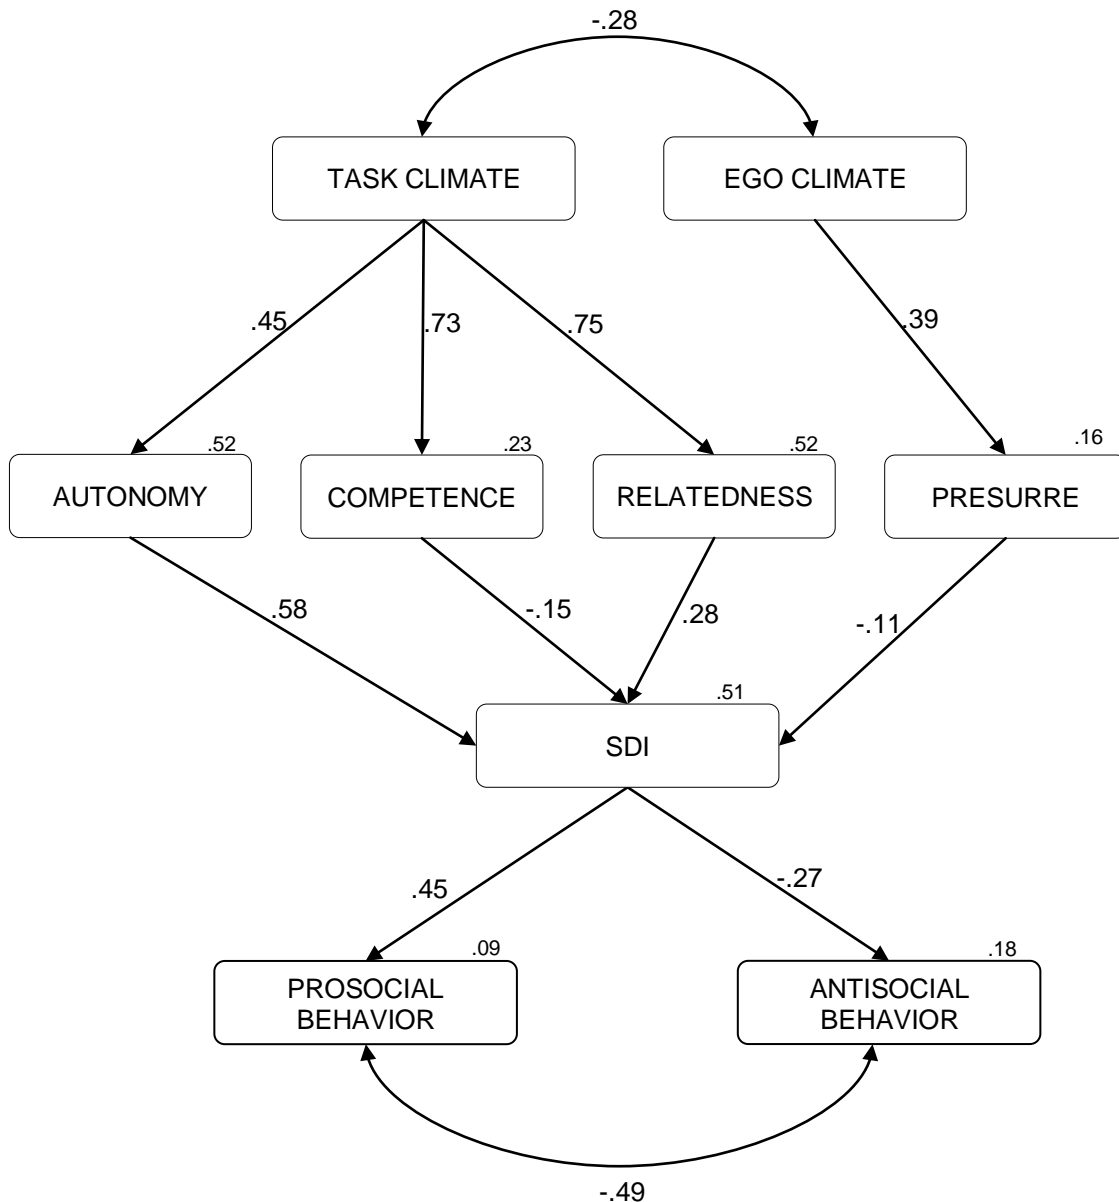 -.28
TASK CLIMATE
EGO CLIMATE
.45
.73
.75
.39
.52
.23
.52
.16
AUTONOMY
COMPETENCE
RELATEDNESS
PRESURRE
.58
-.15
.28
-.11
.51
SDI
.45
-.27
.09
.18
PROSOCIAL
BEHAVIOR
ANTISOCIAL
BEHAVIOR
-.49